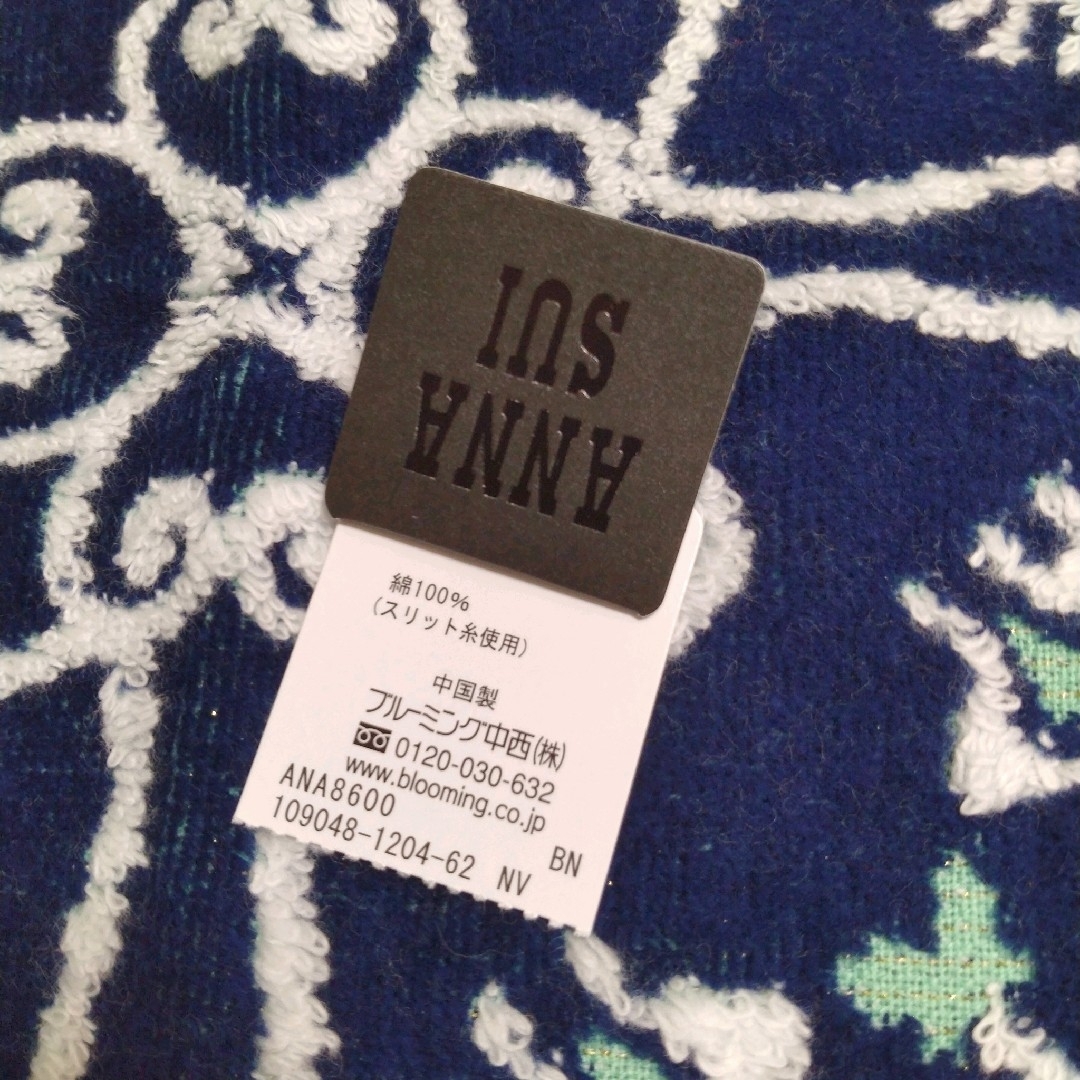 ANNA
SUI
綿100%
(スリット糸使用)
中国製
ブルーミング中西(株)
0120-030-632
www.blooming.co.jp
ANA8600
BN
109048-1204-62 NV